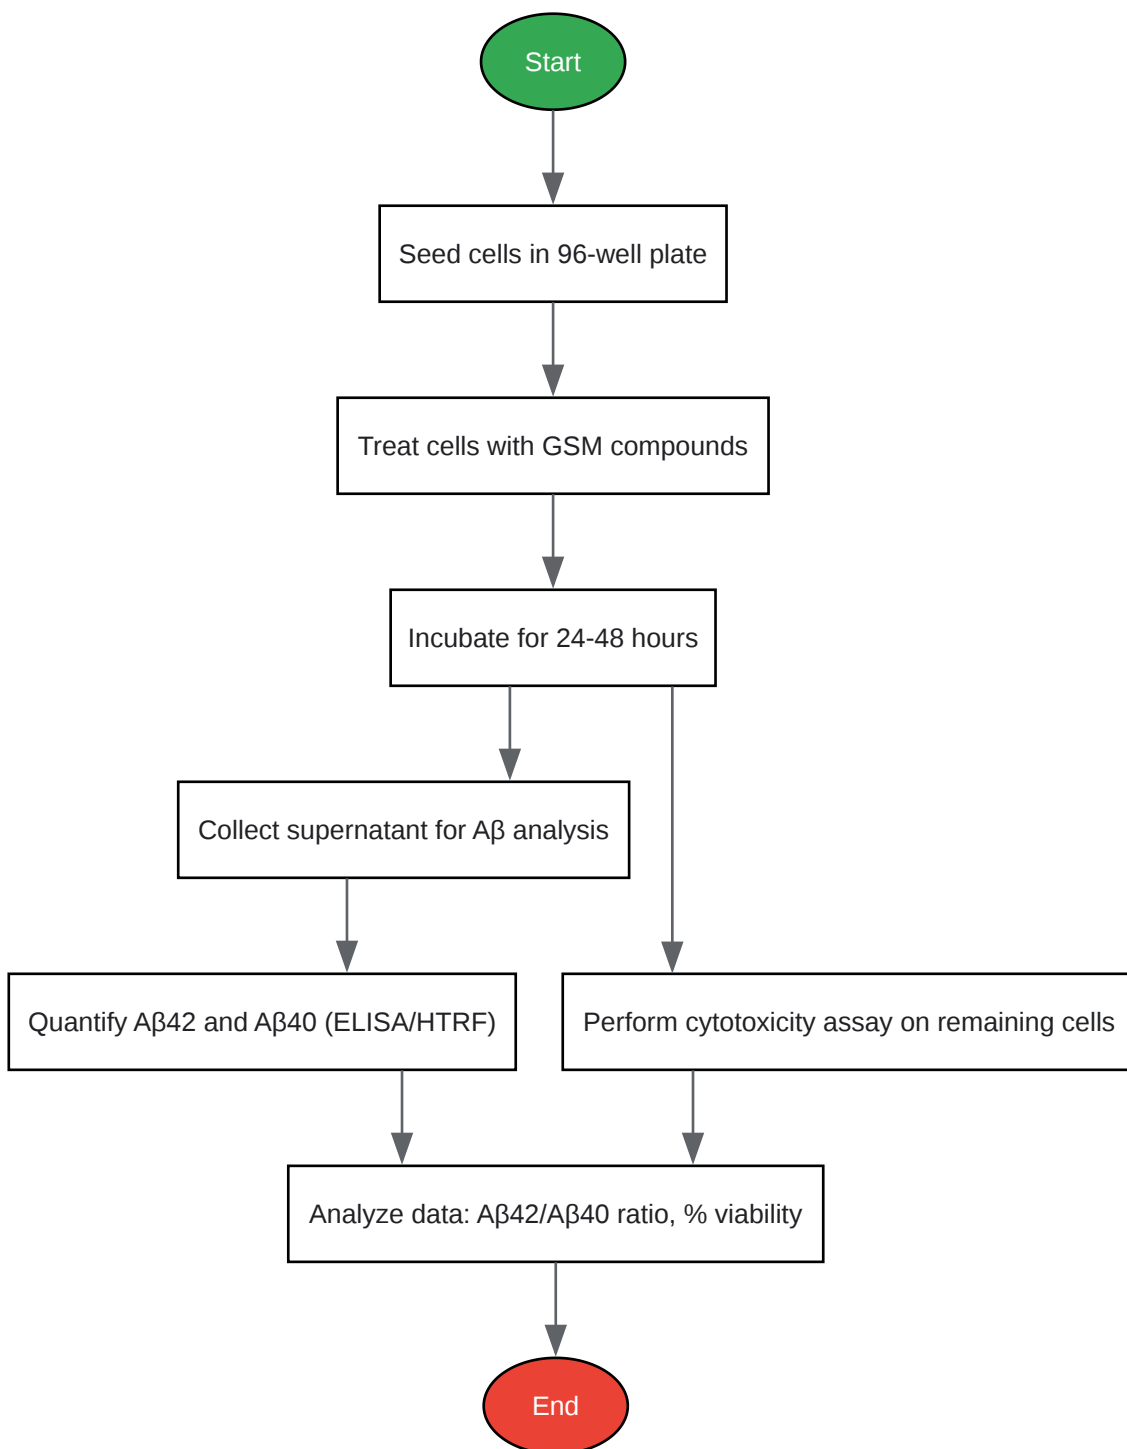 Start
Seed cells in 96-well plate
Treat cells with GSM compounds
Incubate for 24-48 hours
Collect supernatant for Aβ analysis
Quantify Aβ42 and Aβ40 (ELISA/HTRF)
Perform cytotoxicity assay on remaining cells
Analyze data: Aβ42/Aβ40 ratio, % viability
End